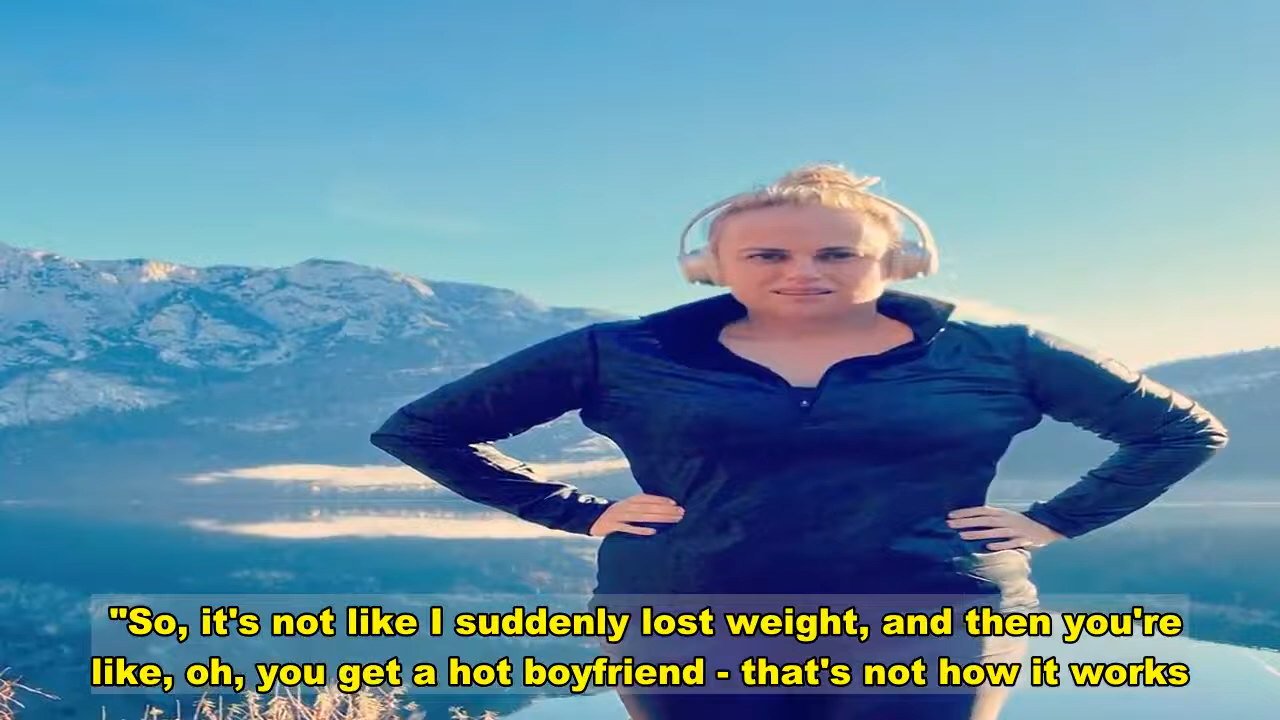 "So, it's not like I suddenly lost weight, and then you're
like, oh, you get a hot boyfriend - that's not how it works